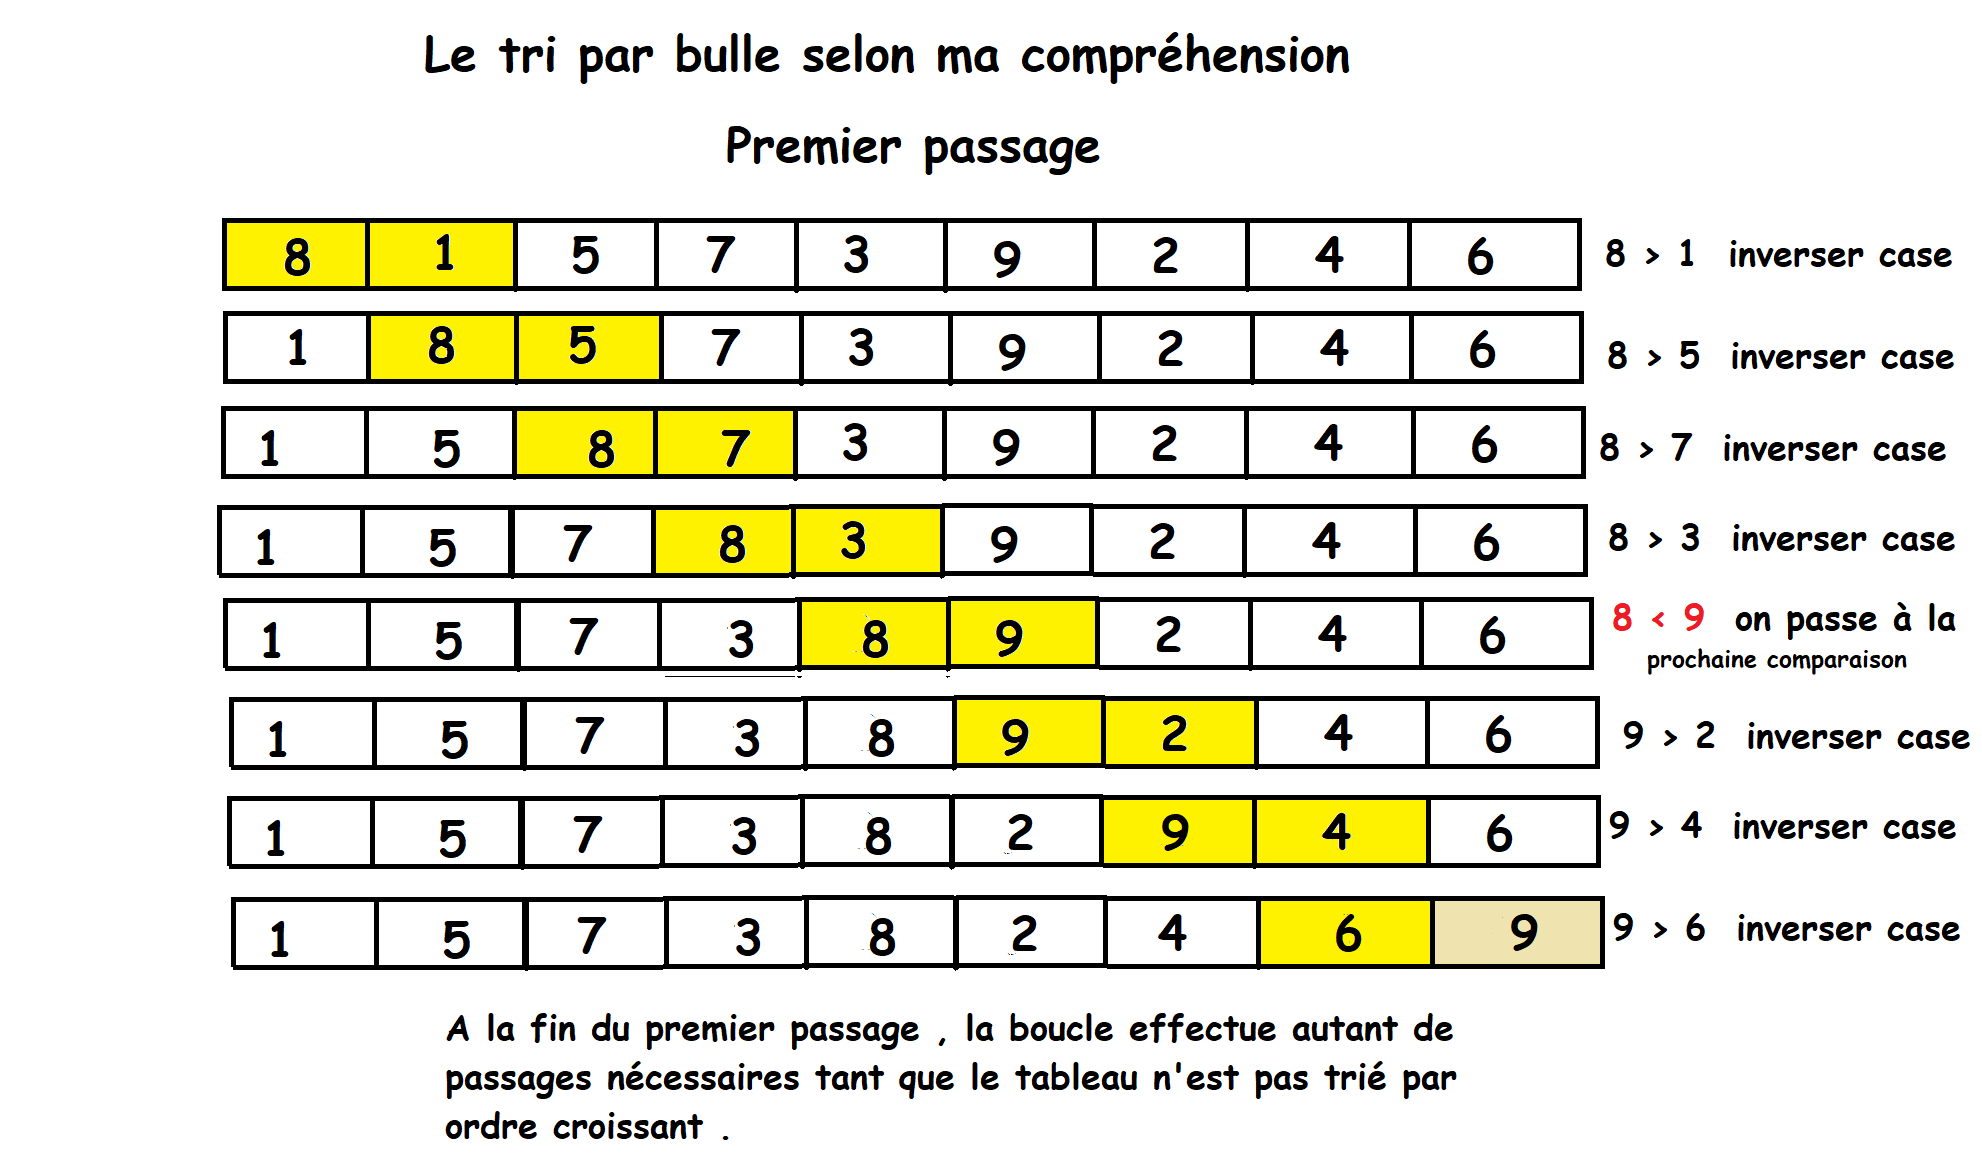 Le tri par bulle selon ma compréhension
Premier passage
8 1 5 7 3 9 2 4 6 8 > 1 inverser case
1 8 5 7 3 9 2 4 6 8 > 5 inverser case
1 5 8 7 3 9 2 4 6 8 > 7 inverser case
1 5 7 8 3 9 2 4 6 8 > 3 inverser case
1 5 7 3 8 9 2 4 6 8 < 9 on passe à la
prochaine comparaison
1 5 7 3 8 9 2 4 6 9 > 2 inverser case
1 5 7 3 8 2 9 4 6 9 > 4 inverser case
1 5 7 3 8 2 4 6 9 9 > 6 inverser case
A la fin du premier passage , la boucle effectue autant de
passages nécessaires tant que le tableau n'est pas trié par
ordre croissant .